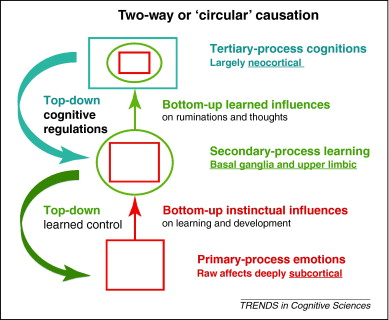 Two-way or ‘circular’ causation
Tertiary-process cognitions
Largely neocortical
Top-down
cognitive
regulations
Bottom-up learned influences
on ruminations and thoughts
Secondary-process learning
Basal ganglia and upper limbic
Top-down
learned control
Bottom-up instinctual influences
on learning and development
Primary-process emotions
Raw affects deeply subcortical
TRENDS in Cognitive Sciences